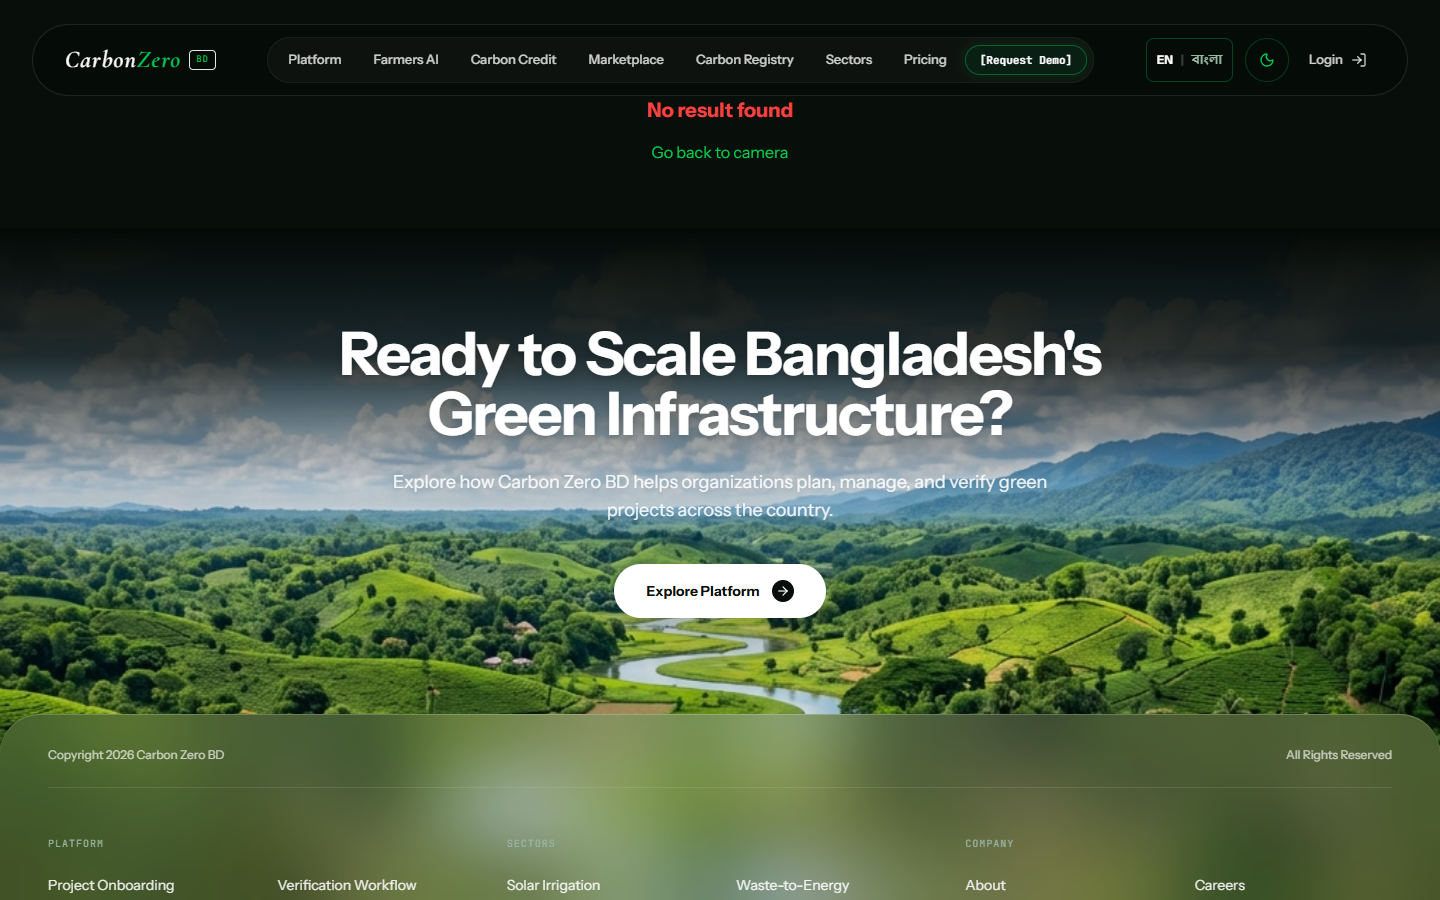 CarbonZero BD
Platform
Farmers AI
Carbon Credit
Marketplace
Carbon Registry
Sectors
Pricing
[Request Demo]
EN | বাংলা
Login
No result found
Go back to camera
Ready to Scale Bangladesh's
Green Infrastructure?
Explore how Carbon Zero BD helps organizations plan, manage, and verify green
projects across the country.
Explore Platform
Copyright 2026 Carbon Zero BD
All Rights Reserved
PLATFORM
SECTORS
COMPANY
Project Onboarding
Verification Workflow
Solar Irrigation
Waste-to-Energy
About
Careers